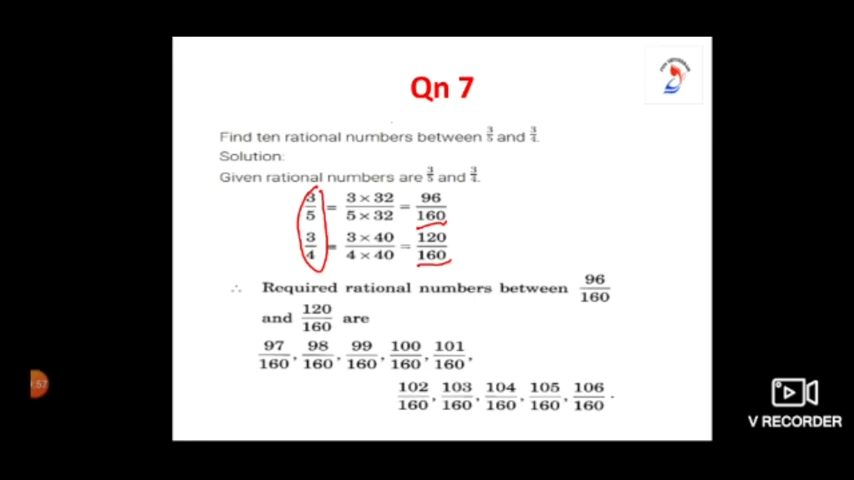 Qn 7
Find ten rational numbers between 3/5 and 3/4.
Solution:
Given rational numbers are 3/5 and 3/4.
3/5 = 3 × 32 / 5 × 32 = 96/160
3/4 = 3 × 40 / 4 × 40 = 120/160
∴ Required rational numbers between 96/160
and 120/160 are
97/160, 98/160, 99/160, 100/160, 101/160,
102/160, 103/160, 104/160, 105/160, 106/160.
:57
V RECORDER